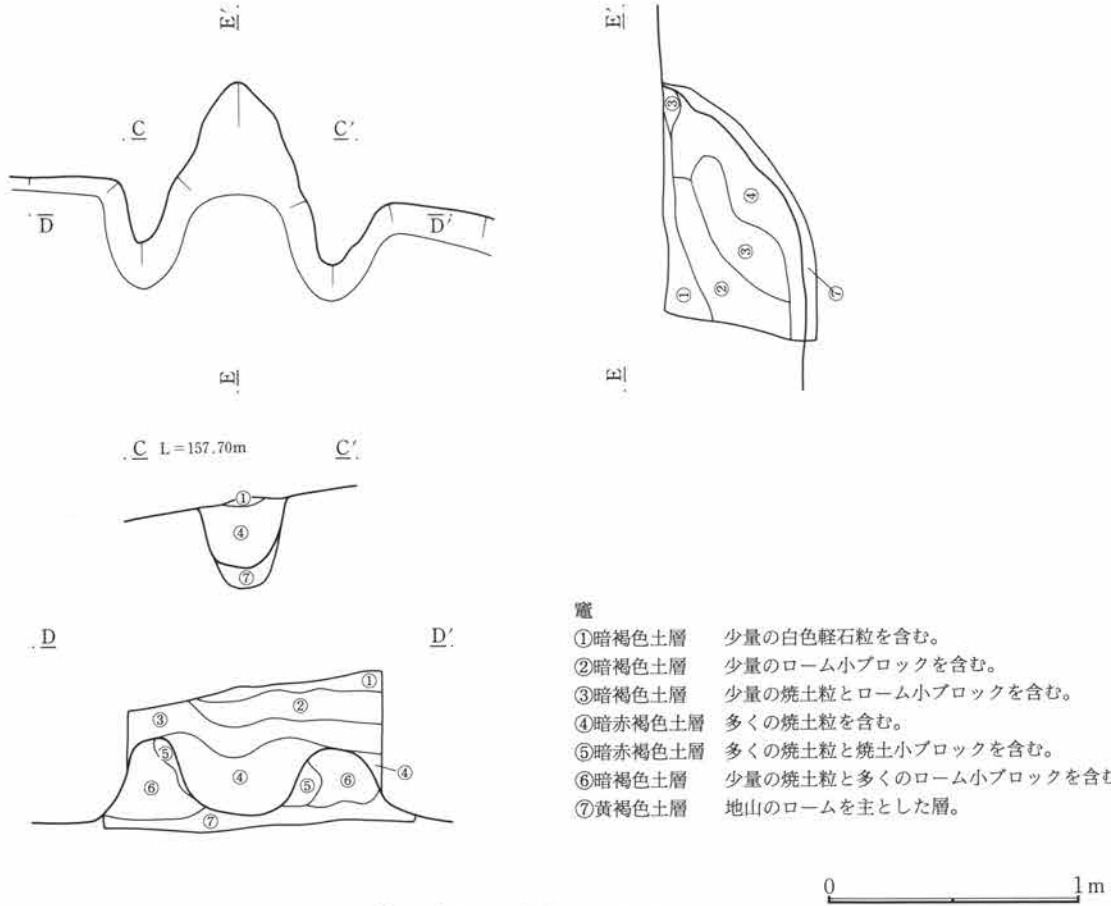 E′
C C′
D D′
E
E′
③
④
③
① ②
⑦
E
C L=157.70m C′
①
④
⑦
D D′
①
②
③
⑤
④
⑥ ⑤ ⑥ ④
⑦
竈
①暗褐色土層 少量の白色軽石粒を含む。
②暗褐色土層 少量のローム小ブロックを含む。
③暗褐色土層 少量の焼土粒とローム小ブロックを含む。
④暗赤褐色土層 多くの焼土粒を含む。
⑤暗赤褐色土層 多くの焼土粒と焼土小ブロックを含む。
⑥暗褐色土層 少量の焼土粒と多くのローム小ブロックを含む
⑦黄褐色土層 地山のロームを主とした層。
0 1m